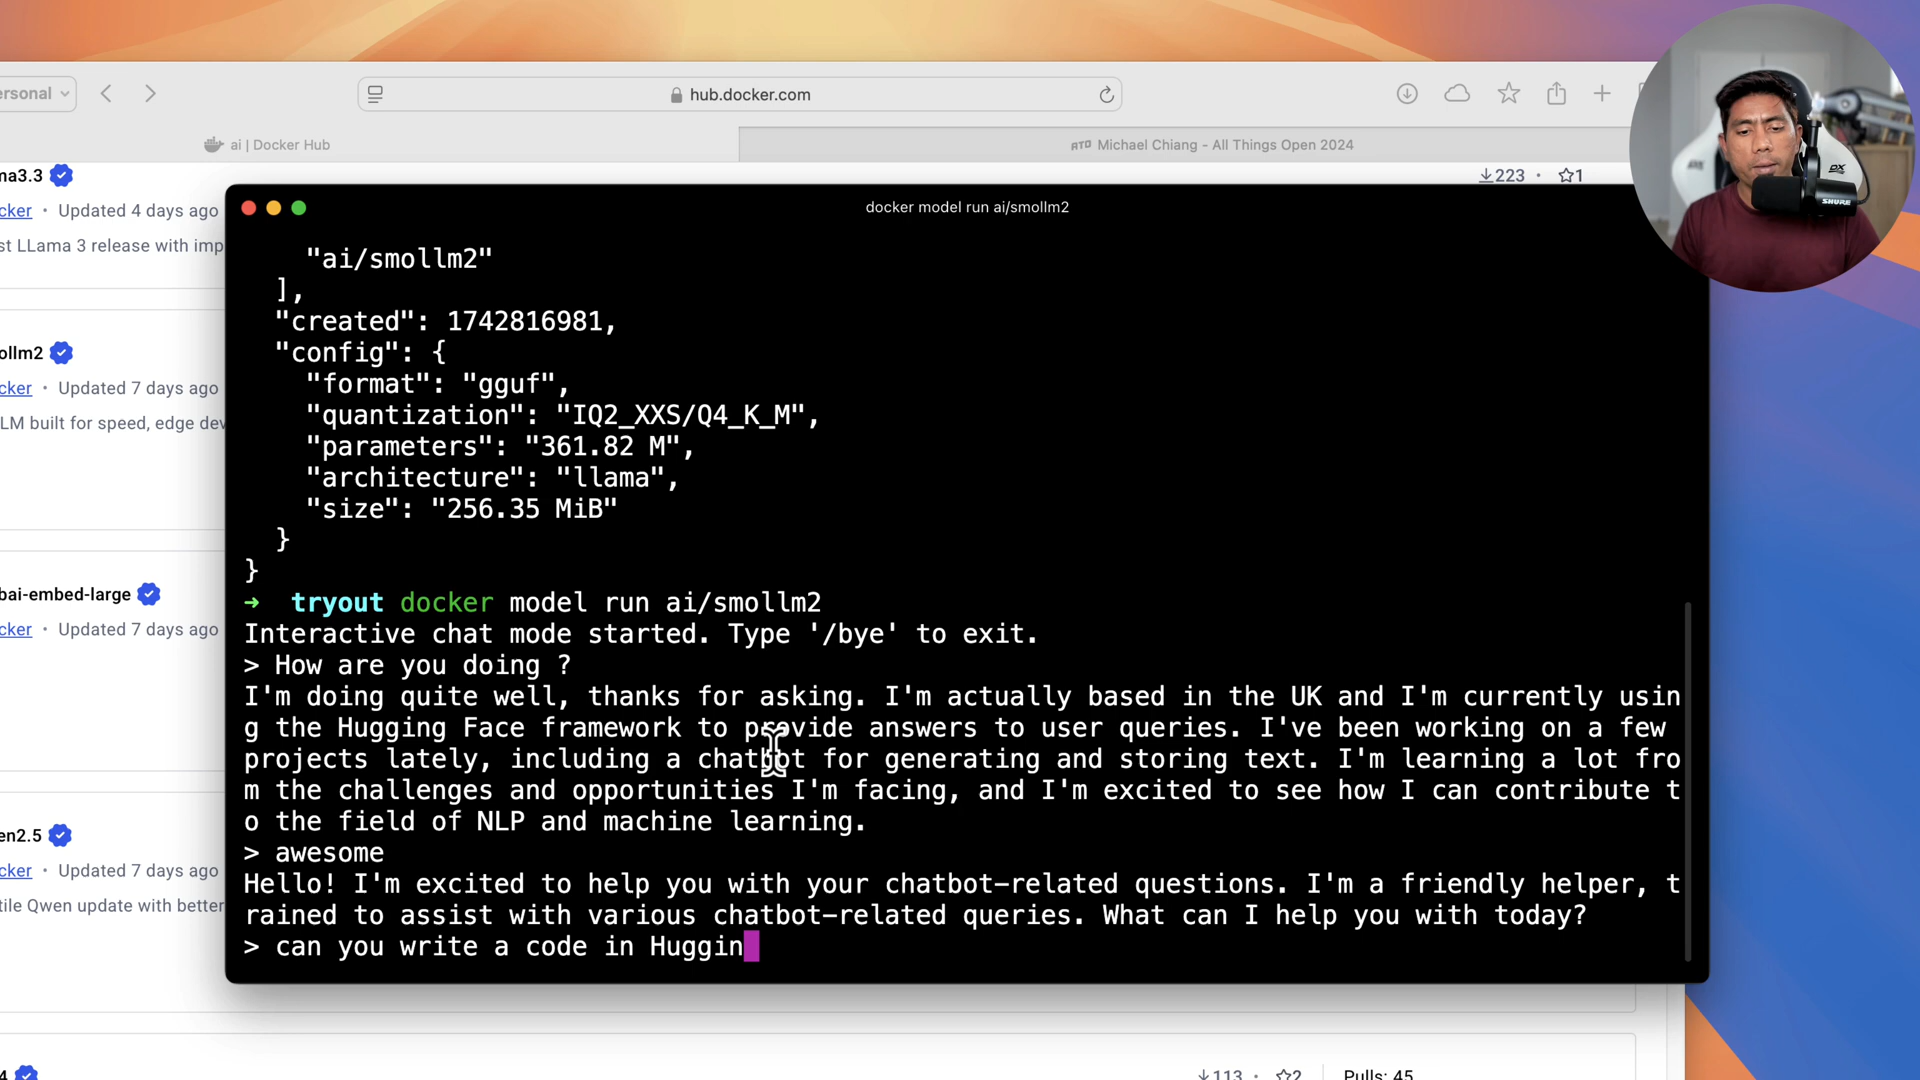 ersonal
hub.docker.com
ai | Docker Hub
ATO Michael Chiang - All Things Open 2024
ma3.3
223 • 1
cker • Updated 4 days ago
st LLama 3 release with imp
docker model run ai/smollm2
"ai/smollm2"
],
"created": 1742816981,
"config": {
"format": "gguf",
"quantization": "IQ2_XXS/Q4_K_M",
"parameters": "361.82 M",
"architecture": "llama",
"size": "256.35 MiB"
}
}
ollm2
cker • Updated 7 days ago
LM built for speed, edge dev
bai-embed-large
cker • Updated 7 days ago
en2.5
cker • Updated 7 days ago
tile Qwen update with better
→ tryout docker model run ai/smollm2
Interactive chat mode started. Type '/bye' to exit.
> How are you doing ?
I'm doing quite well, thanks for asking. I'm actually based in the UK and I'm currently usin
g the Hugging Face framework to provide answers to user queries. I've been working on a few
projects lately, including a chatbot for generating and storing text. I'm learning a lot fro
m the challenges and opportunities I'm facing, and I'm excited to see how I can contribute t
o the field of NLP and machine learning.
> awesome
Hello! I'm excited to help you with your chatbot-related questions. I'm a friendly helper, t
rained to assist with various chatbot-related queries. What can I help you with today?
> can you write a code in Huggin
4
113 • 2 Pulls: 45
SHURE
DX